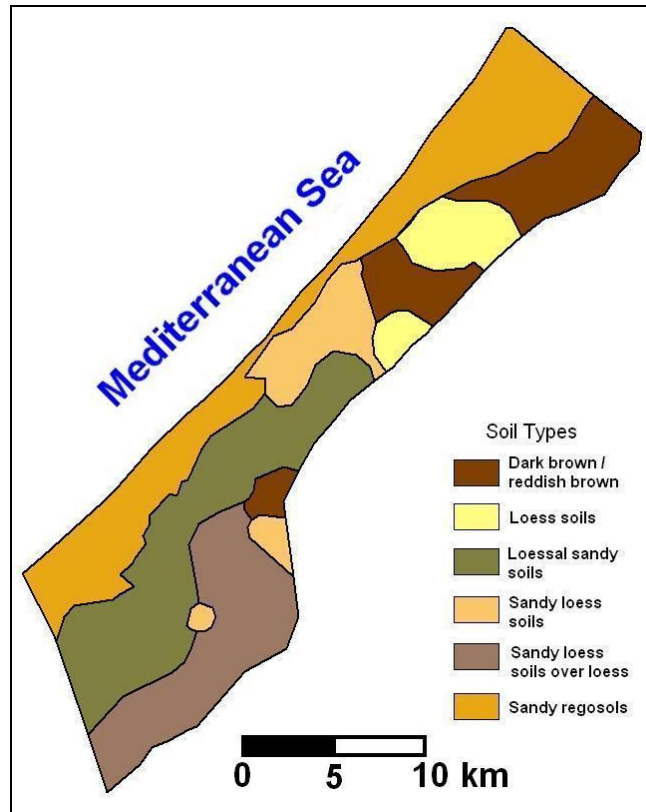 Mediterranean Sea
Soil Types
Dark brown /
reddish brown
Loess soils
Loessal sandy
soils
Sandy loess
soils
Sandy loess
soils over loess
Sandy regosols
0 5 10 km